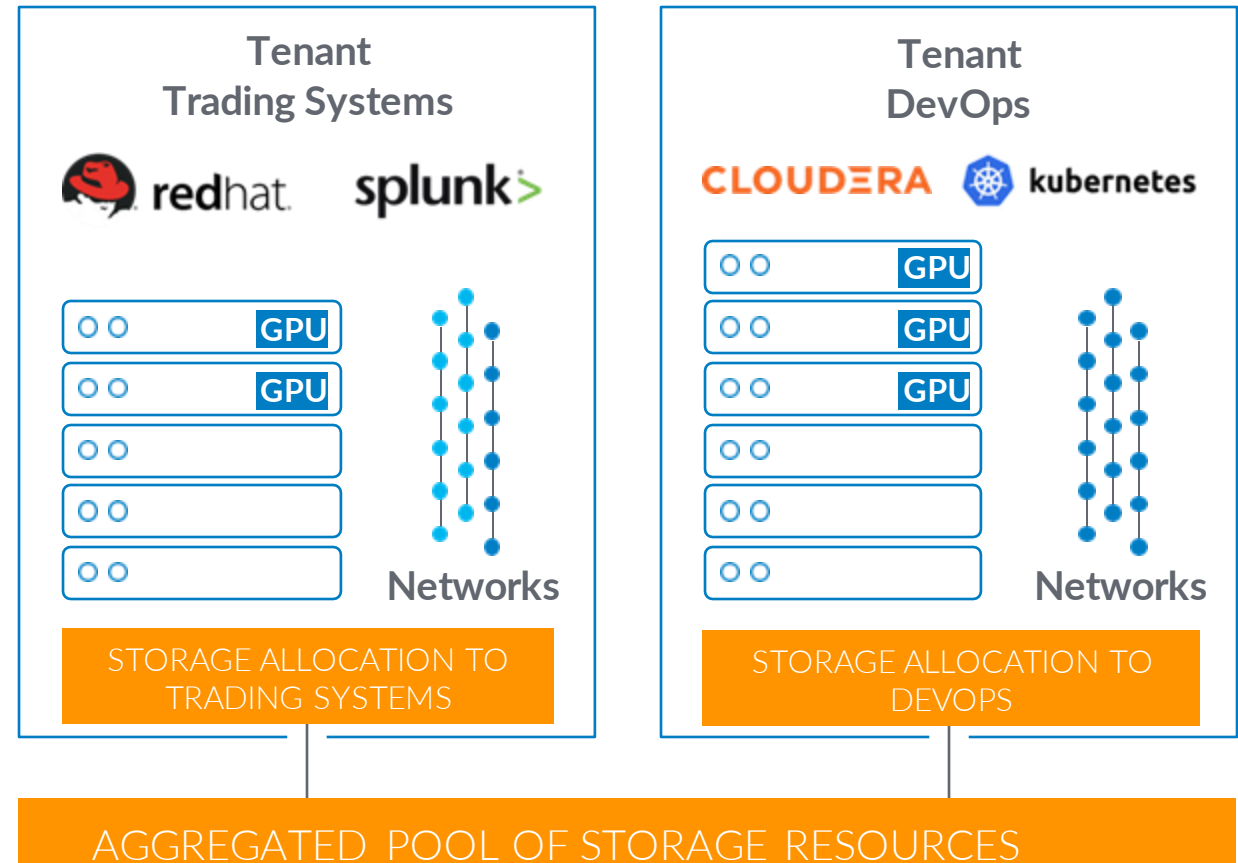 Tenant
Trading Systems
redhat.
splunk>
GPU
GPU
Networks
STORAGE ALLOCATION TO
TRADING SYSTEMS
Tenant
DevOps
CLOUDERA
kubernetes
GPU
GPU
GPU
Networks
STORAGE ALLOCATION TO
DEVOPS
AGGREGATED POOL OF STORAGE RESOURCES